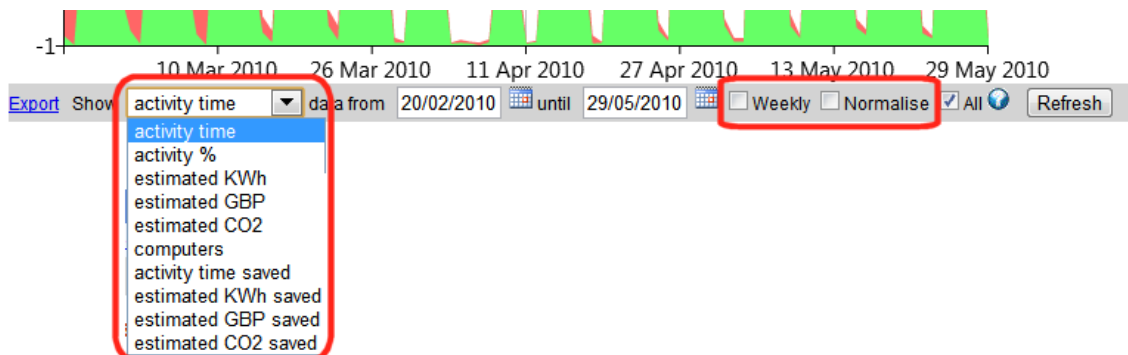 -1
10 Mar 2010 26 Mar 2010 11 Apr 2010 27 Apr 2010 13 May 2010 29 May 2010
Export Show activity time data from 20/02/2010 until 29/05/2010 Weekly Normalise All Refresh
activity time
activity %
estimated KWh
estimated GBP
estimated CO2
computers
activity time saved
estimated KWh saved
estimated GBP saved
estimated CO2 saved